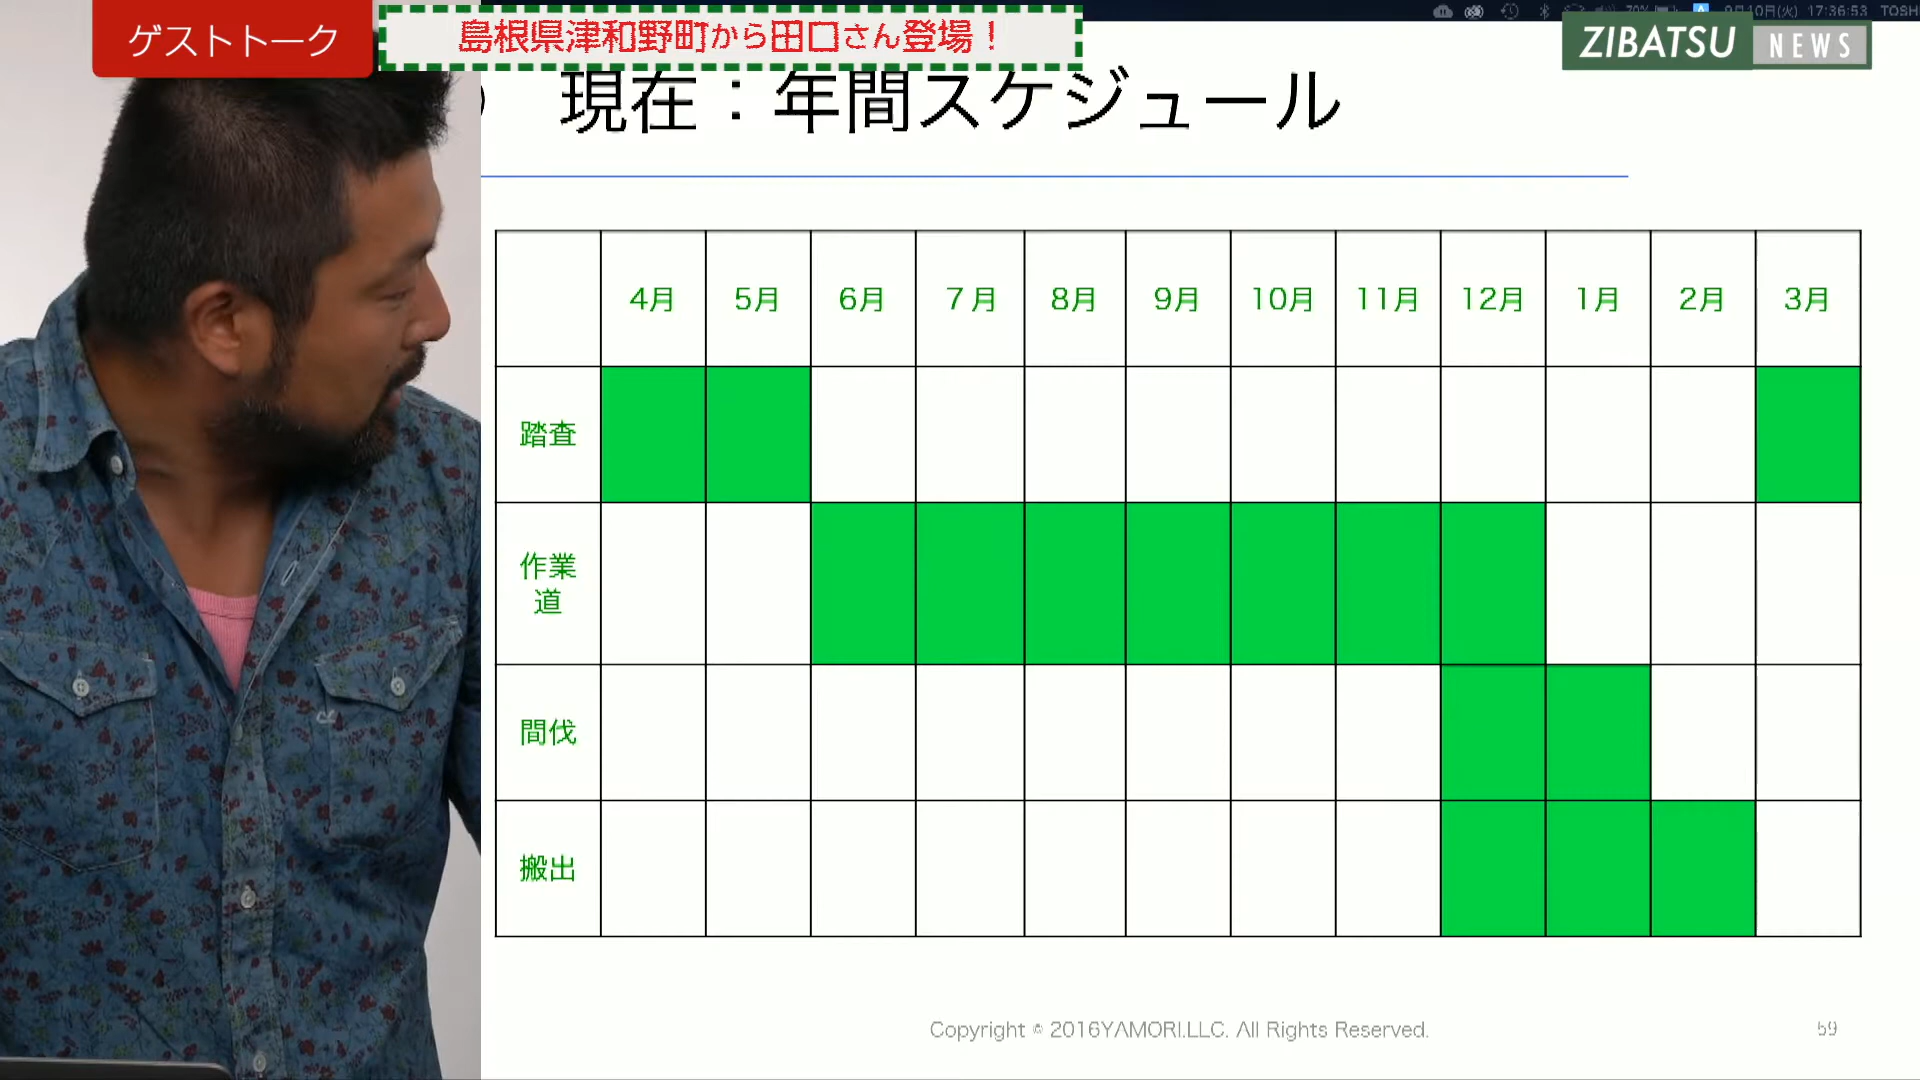 ゲストトーク
島根県津和野町から田口さん登場！
17:36:53
ZIBATSU NEWS
現在：年間スケジュール
4月 5月 6月 7月 8月 9月 10月 11月 12月 1月 2月 3月
踏査
作業
道
間伐
搬出
Copyright © 2016YAMORI.LLC. All Rights Reserved.
59